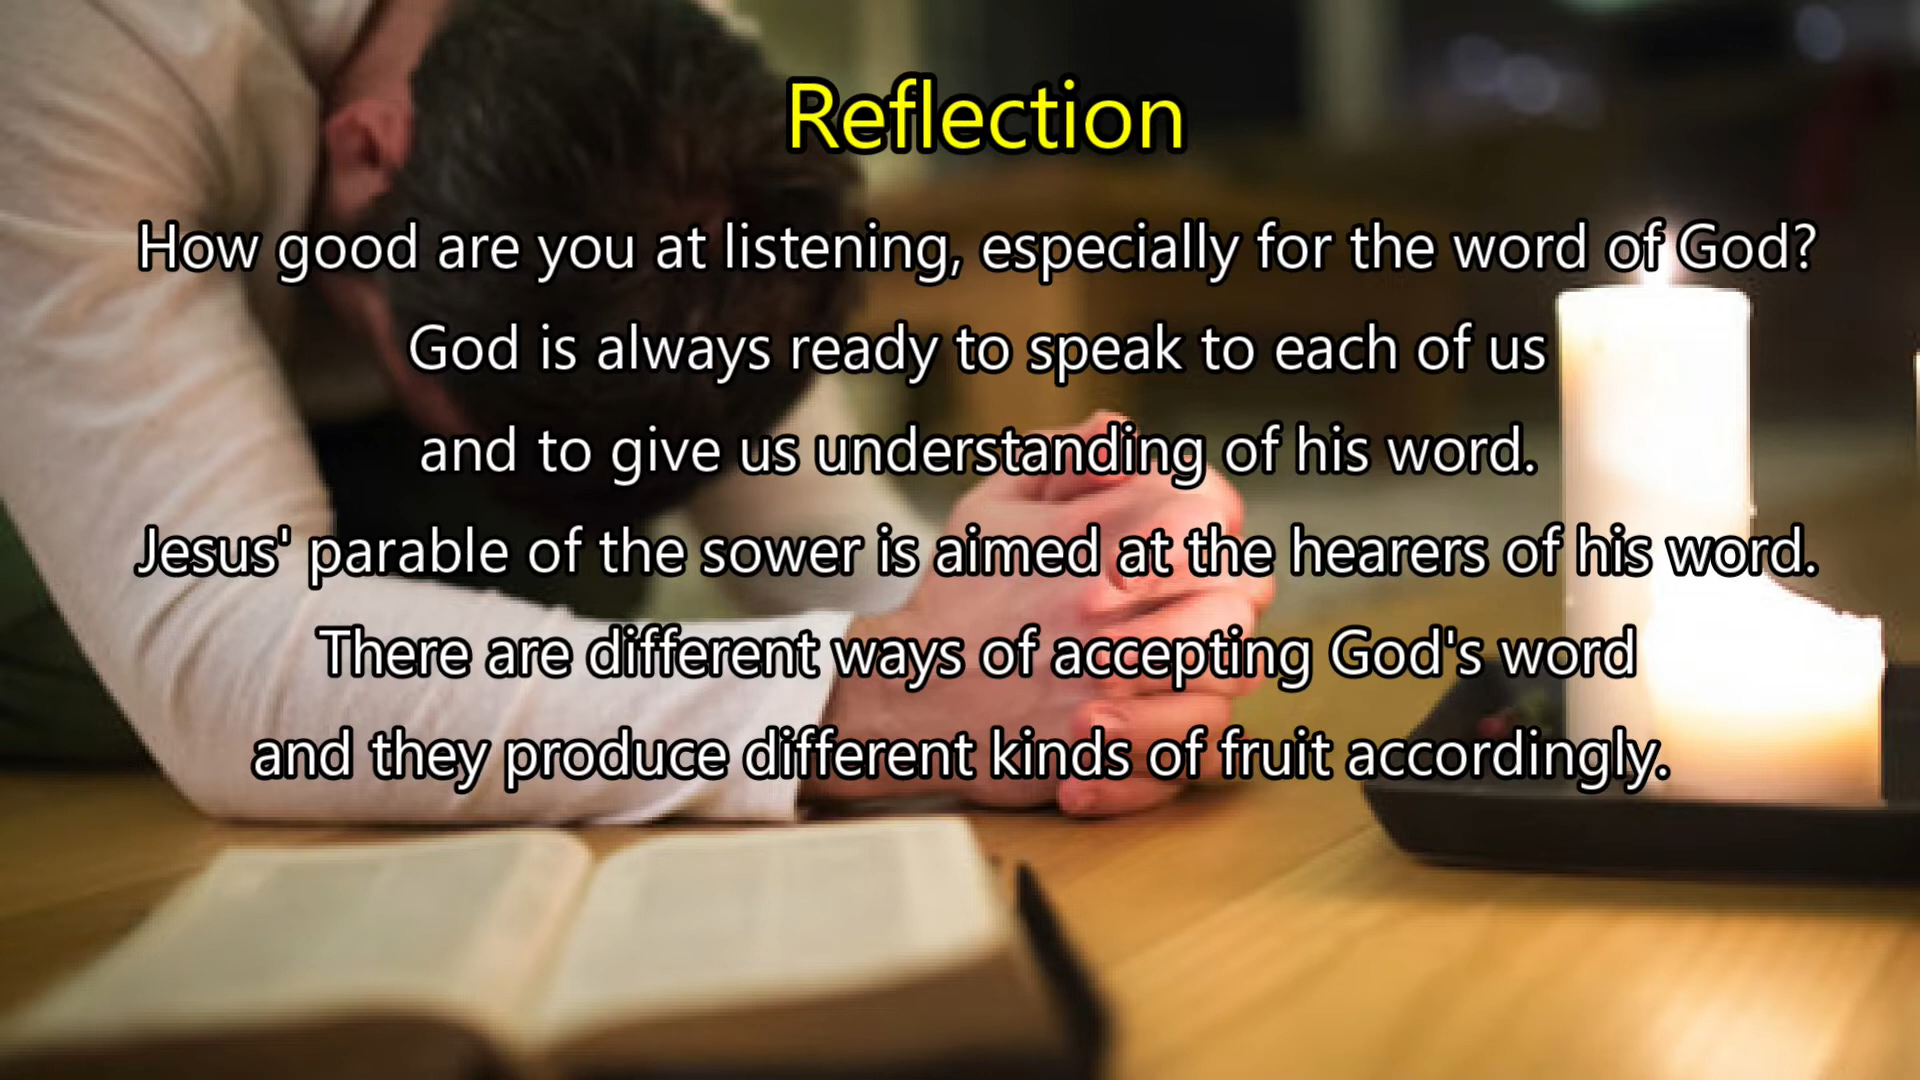 Reflection
How good are you at listening, especially for the word of God?
God is always ready to speak to each of us
and to give us understanding of his word.
Jesus' parable of the sower is aimed at the hearers of his word.
There are different ways of accepting God's word
and they produce different kinds of fruit accordingly.